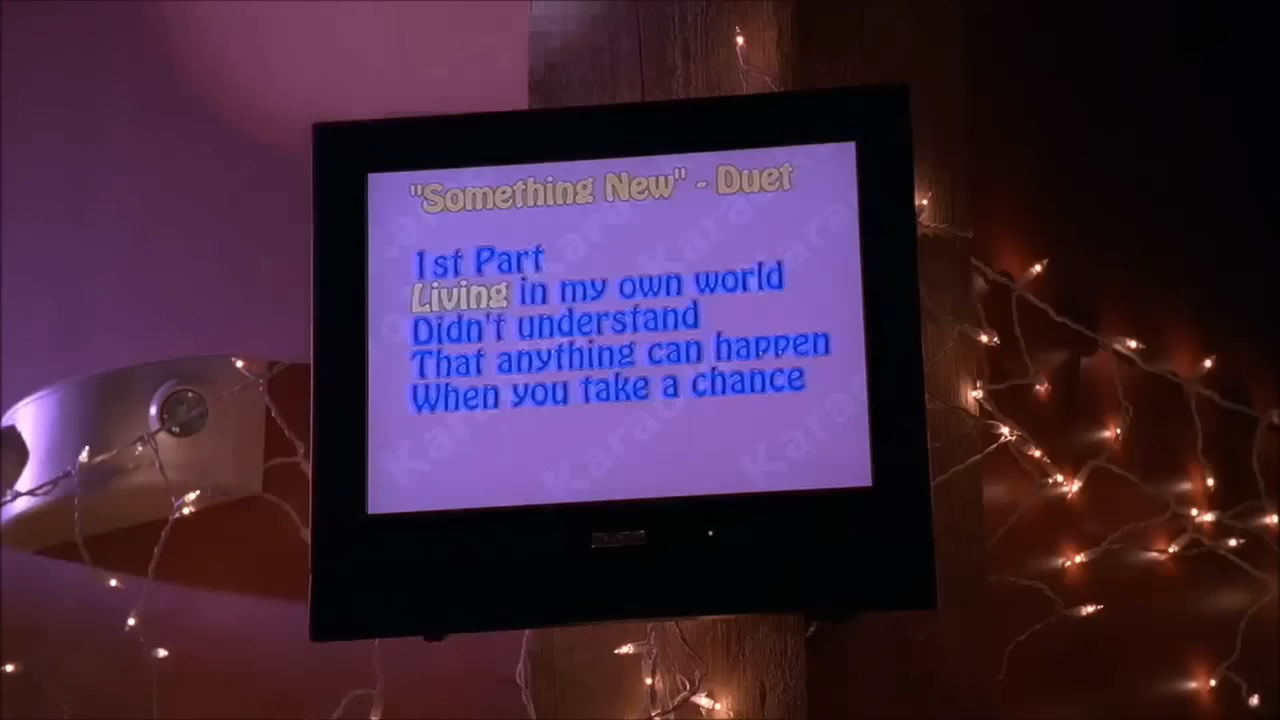 "Something New" - Duet
1st Part
Living in my own world
Didn't understand
That anything can happen
When you take a chance